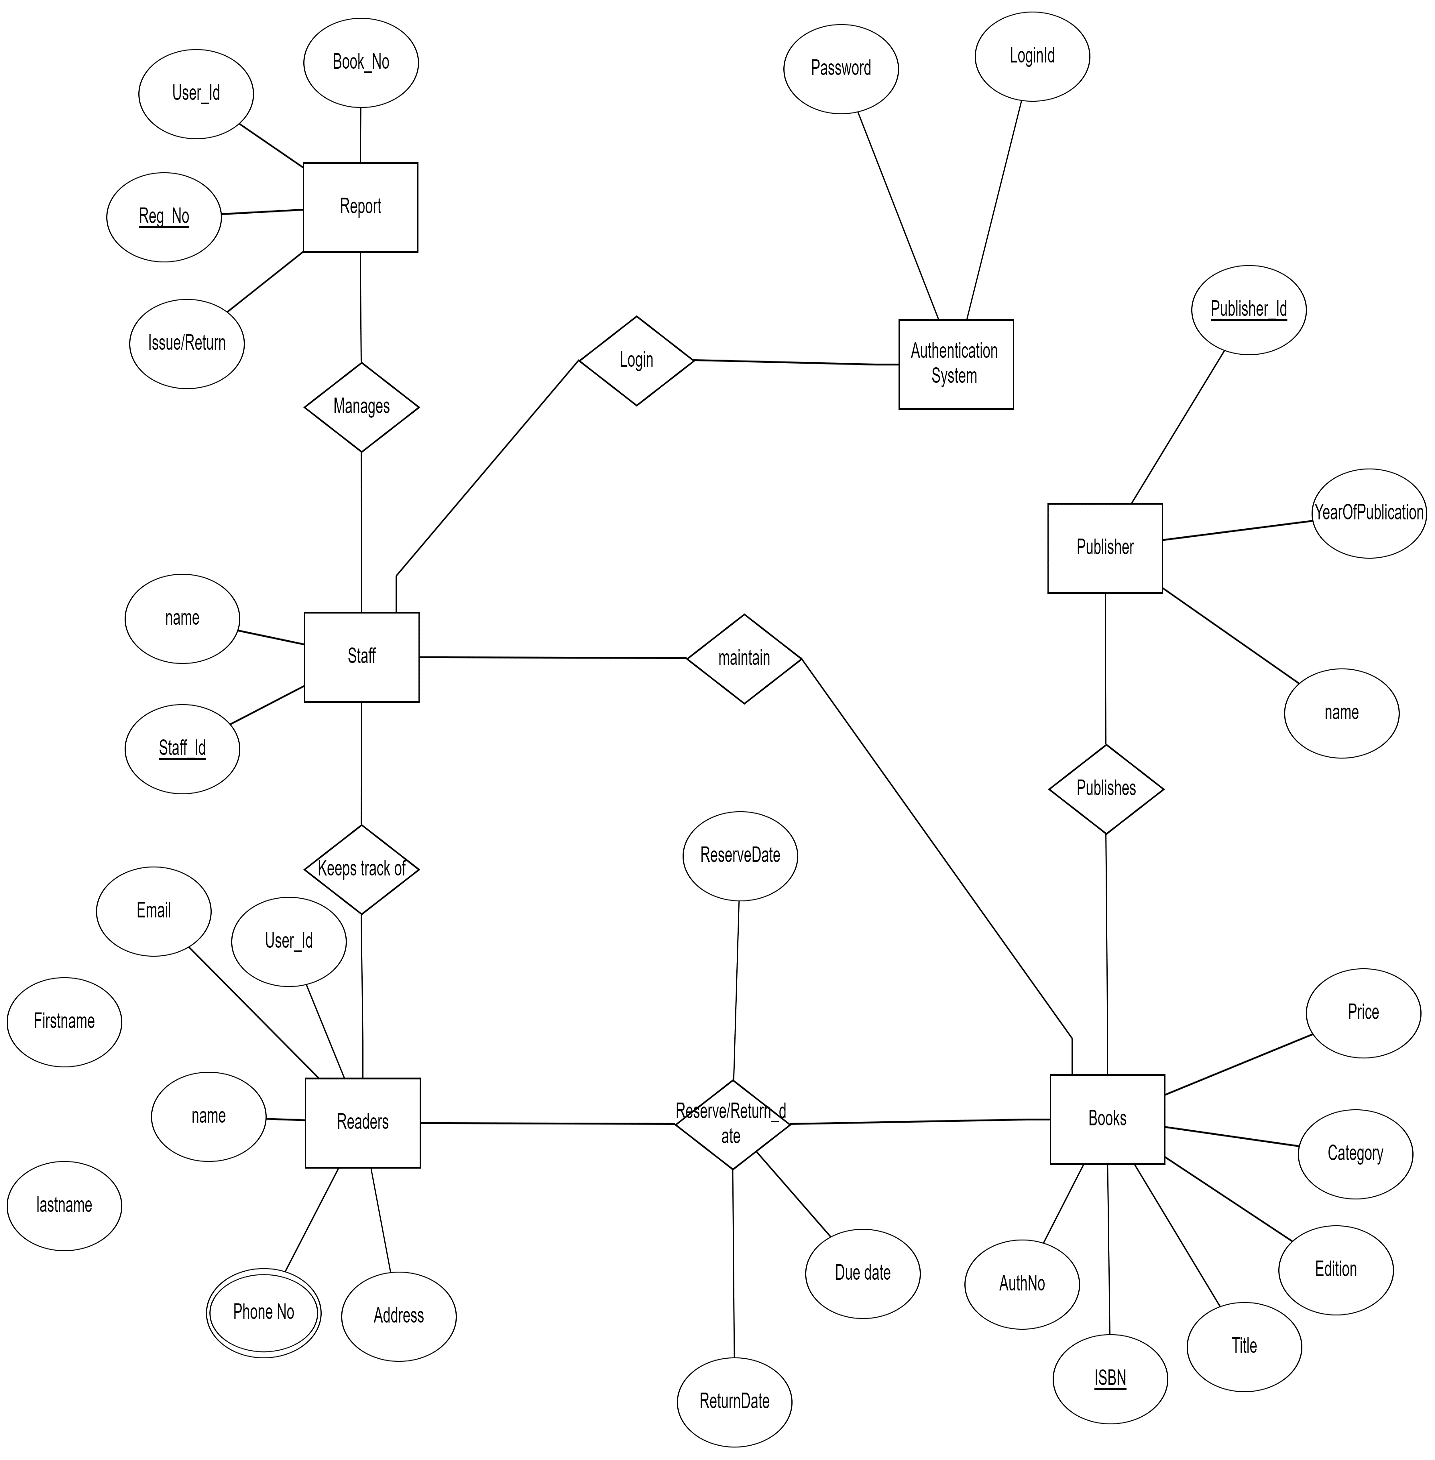 Book_No
User_Id
Reg_No
Report
Issue/Return
Manages
Password
LoginId
Login
Authentication
System
Publisher_Id
YearOfPublication
Publisher
name
Publishes
name
Staff
Staff_Id
maintain
Keeps track of
ReserveDate
Email
User_Id
Firstname
name
Readers
lastname
Phone No
Address
Reserve/Return_d
ate
Due date
ReturnDate
Books
Price
Category
Edition
Title
ISBN
AuthNo